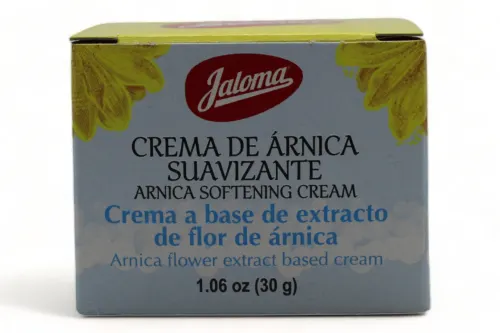 Jaloma
CREMA DE ÁRNICA
SUAVIZANTE
ARNICA SOFTENING CREAM
Crema a base de extracto
de flor de árnica
Arnica flower extract based cream
1.06 oz (30 g)